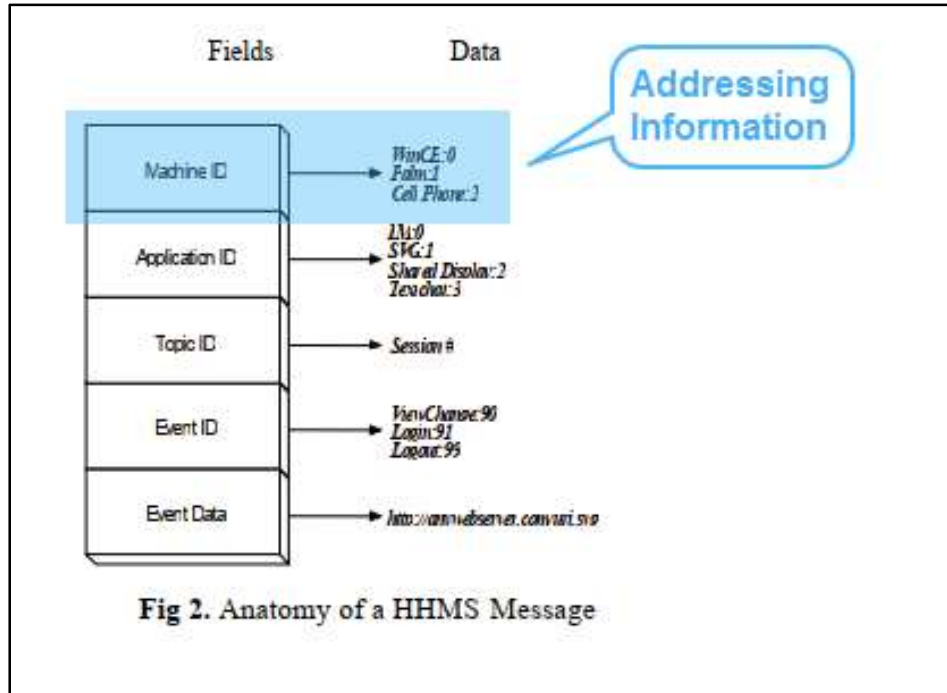 Fields Data
Addressing
Information
Machine ID
WinCE:0
Palm:1
Cell Phone:2
Application ID
IM:0
SVG:1
Shared Display:2
Texchat:3
Topic ID
Session #
Event ID
ViewChange:90
Login:91
Logout:95
Event Data
Fig 2. Anatomy of a HHMS Message